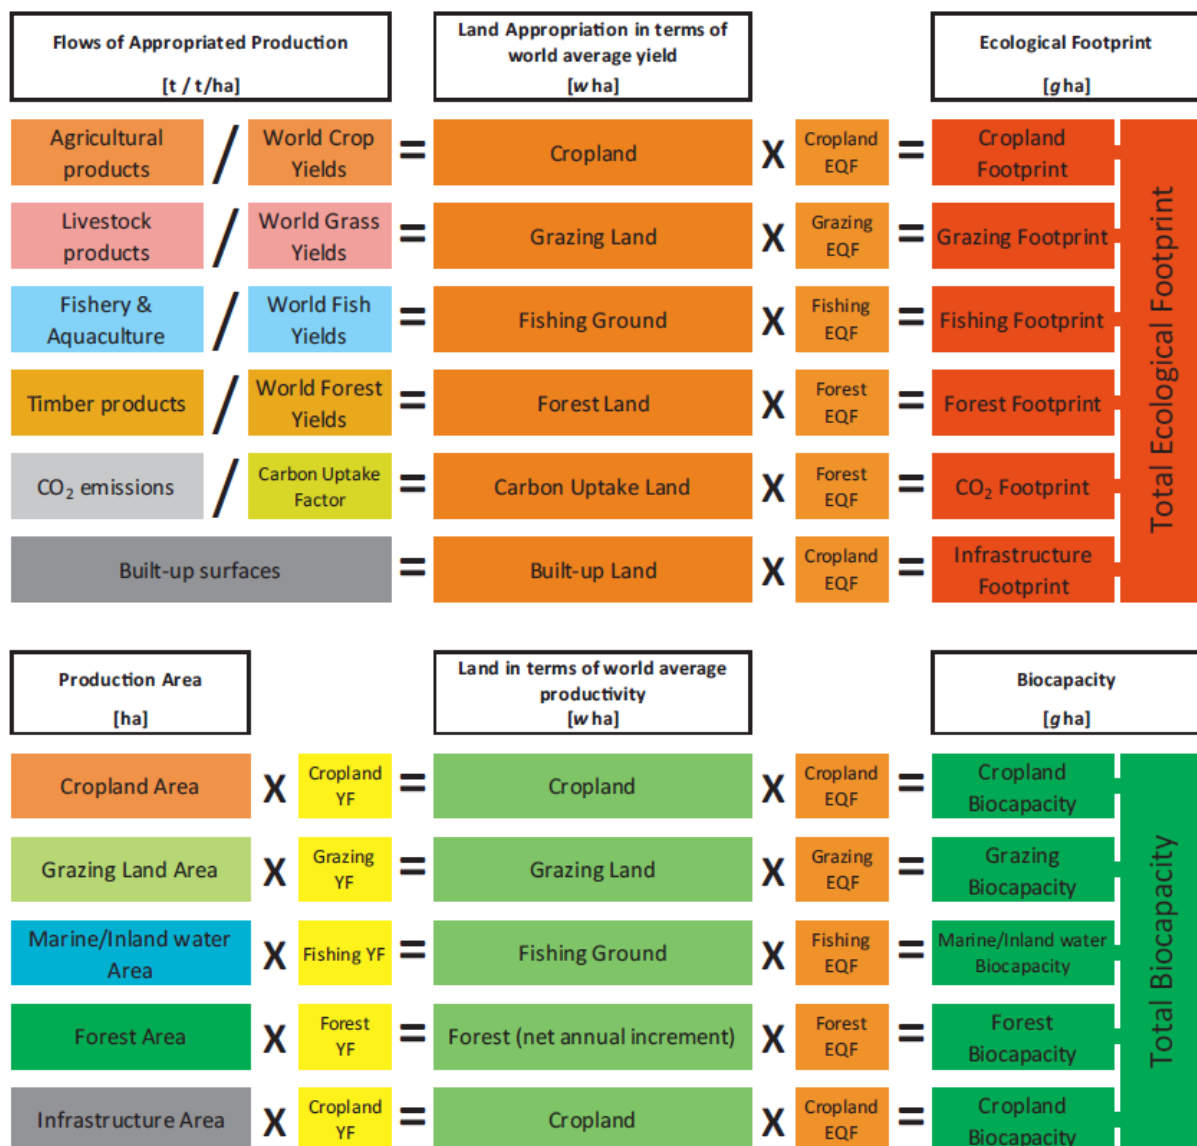 Flows of Appropriated Production
[t / t/ha]
Land Appropriation in terms of
world average yield
[w ha]
Ecological Footprint
[g ha]
Agricultural
products
/
World Crop
Yields
=
Cropland
X
Cropland
EQF
=
Cropland
Footprint
Livestock
products
/
World Grass
Yields
=
Grazing Land
X
Grazing
EQF
=
Grazing Footprint
Fishery &
Aquaculture
/
World Fish
Yields
=
Fishing Ground
X
Fishing
EQF
=
Fishing Footprint
Timber products
/
World Forest
Yields
=
Forest Land
X
Forest
EQF
=
Forest Footprint
CO₂ emissions
/
Carbon Uptake
Factor
=
Carbon Uptake Land
X
Forest
EQF
=
CO₂ Footprint
Built-up surfaces
=
Built-up Land
X
Cropland
EQF
=
Infrastructure
Footprint
Total Ecological Footprint
Production Area
[ha]
Land in terms of world average
productivity
[w ha]
Biocapacity
[g ha]
Cropland Area
X
Cropland
YF
=
Cropland
X
Cropland
EQF
=
Cropland
Biocapacity
Grazing Land Area
X
Grazing
YF
=
Grazing Land
X
Grazing
EQF
=
Grazing
Biocapacity
Marine/Inland water
Area
X
Fishing YF
=
Fishing Ground
X
Fishing
EQF
=
Marine/Inland water
Biocapacity
Forest Area
X
Forest
YF
=
Forest (net annual increment)
X
Forest
EQF
=
Forest
Biocapacity
Infrastructure Area
X
Cropland
YF
=
Cropland
X
Cropland
EQF
=
Cropland
Biocapacity
Total Biocapacity